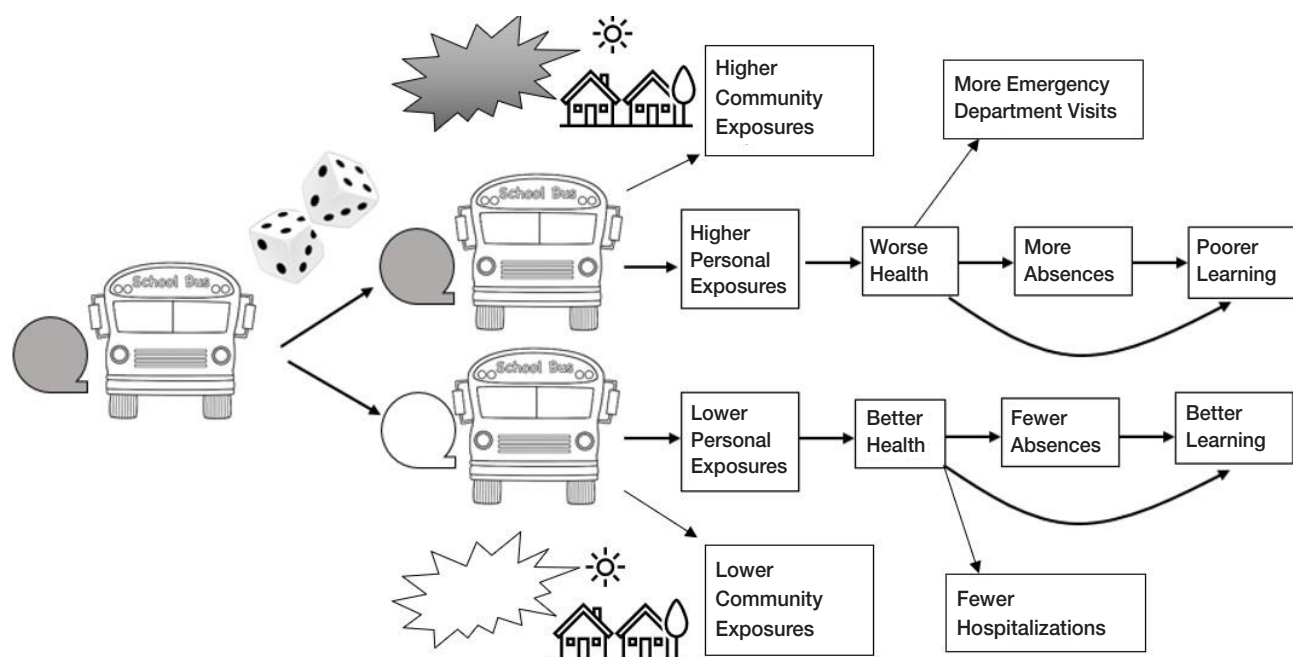 Higher
Community
Exposures
More Emergency
Department Visits
School Bus
Higher
Personal
Exposures
Worse
Health
More
Absences
Poorer
Learning
School Bus
School Bus
Lower
Personal
Exposures
Better
Health
Fewer
Absences
Better
Learning
Lower
Community
Exposures
Fewer
Hospitalizations